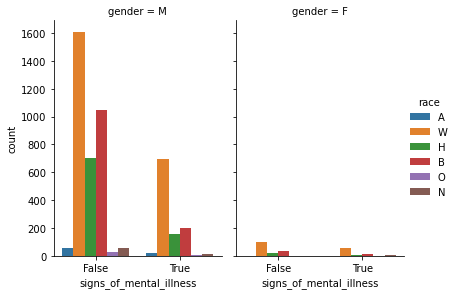 gender = M
gender = F
1600
1400
1200
1000
800
600
400
200
0
count
False
True
False
True
signs_of_mental_illness
signs_of_mental_illness
race
A
W
H
B
O
N